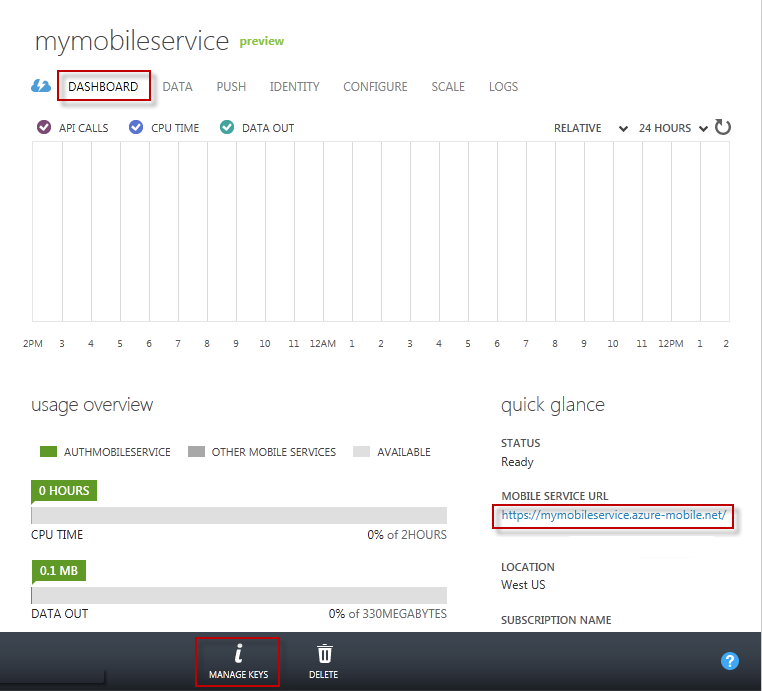 mymobileservice preview
DASHBOARD DATA PUSH IDENTITY CONFIGURE SCALE LOGS
API CALLS CPU TIME DATA OUT RELATIVE 24 HOURS
2PM 3 4 5 6 7 8 9 10 11 12AM 1 2 3 4 5 6 7 8 9 10 11 12PM 1 2
usage overview
AUTHMOBILESERVICE OTHER MOBILE SERVICES AVAILABLE
0 HOURS
CPU TIME 0% of 2HOURS
0.1 MB
DATA OUT 0% of 330MEGABYTES
quick glance
STATUS
Ready
MOBILE SERVICE URL
https://mymobileservice.azure-mobile.net/
LOCATION
West US
SUBSCRIPTION NAME
i
MANAGE KEYS
DELETE
?